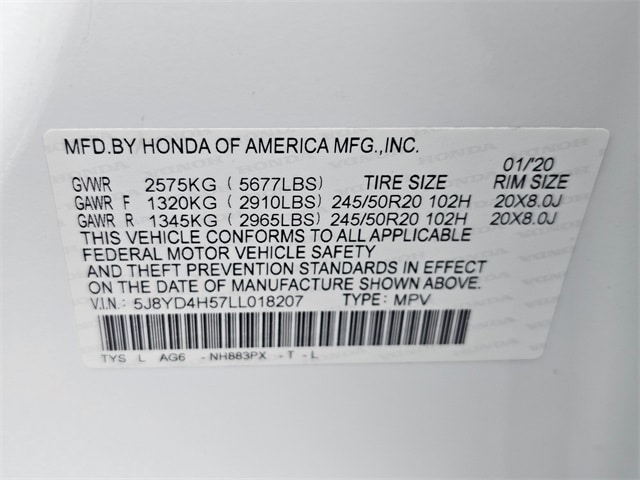 MFD.BY HONDA OF AMERICA MFG.,INC.
01/'20
GVWR 2575KG ( 5677LBS) TIRE SIZE RIM SIZE
GAWR F 1320KG ( 2910LBS) 245/50R20 102H 20X8.0J
GAWR R 1345KG ( 2965LBS) 245/50R20 102H 20X8.0J
THIS VEHICLE CONFORMS TO ALL APPLICABLE
FEDERAL MOTOR VEHICLE SAFETY
AND THEFT PREVENTION STANDARDS IN EFFECT
ON THE DATE OF MANUFACTURE SHOWN ABOVE.
V.I.N.: 5J8YD4H57LL018207 TYPE: MPV
TYS L AG6 -NH883PX - T - L